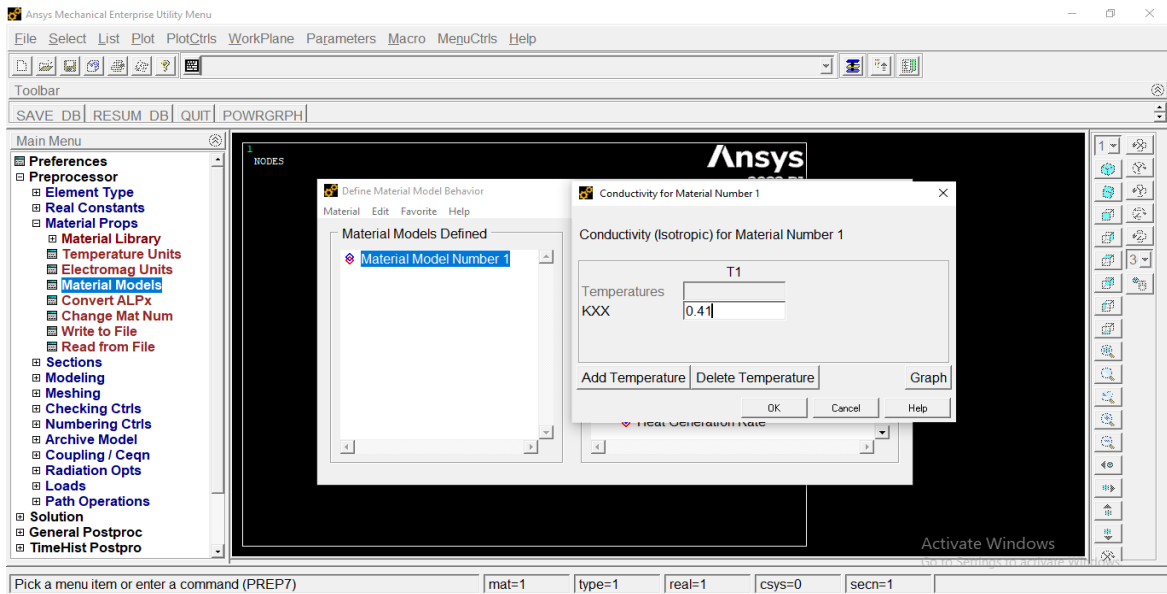 Ansys Mechanical Enterprise Utility Menu
File Select List Plot PlotCtrls WorkPlane Parameters Macro MenuCtrls Help
Toolbar
SAVE_DB RESUM_DB QUIT POWRGRPH
Main Menu
Preferences
Preprocessor
Element Type
Real Constants
Material Props
Material Library
Temperature Units
Electromag Units
Material Models
Convert ALPx
Change Mat Num
Write to File
Read from File
Sections
Modeling
Meshing
Checking Ctrls
Numbering Ctrls
Archive Model
Coupling / Ceqn
Radiation Opts
Loads
Path Operations
Solution
General Postproc
TimeHist Postpro
1
NODES
Ansys
Define Material Model Behavior
Material Edit Favorite Help
Material Models Defined
Material Model Number 1
Conductivity for Material Number 1
Conductivity (Isotropic) for Material Number 1
T1
Temperatures
KXX 0.41
Add Temperature Delete Temperature Graph
OK Cancel Help
Heat Generation Rate
1
3
Activate Windows
Go to Settings to activate Windows.
Pick a menu item or enter a command (PREP7) mat=1 type=1 real=1 csys=0 secn=1